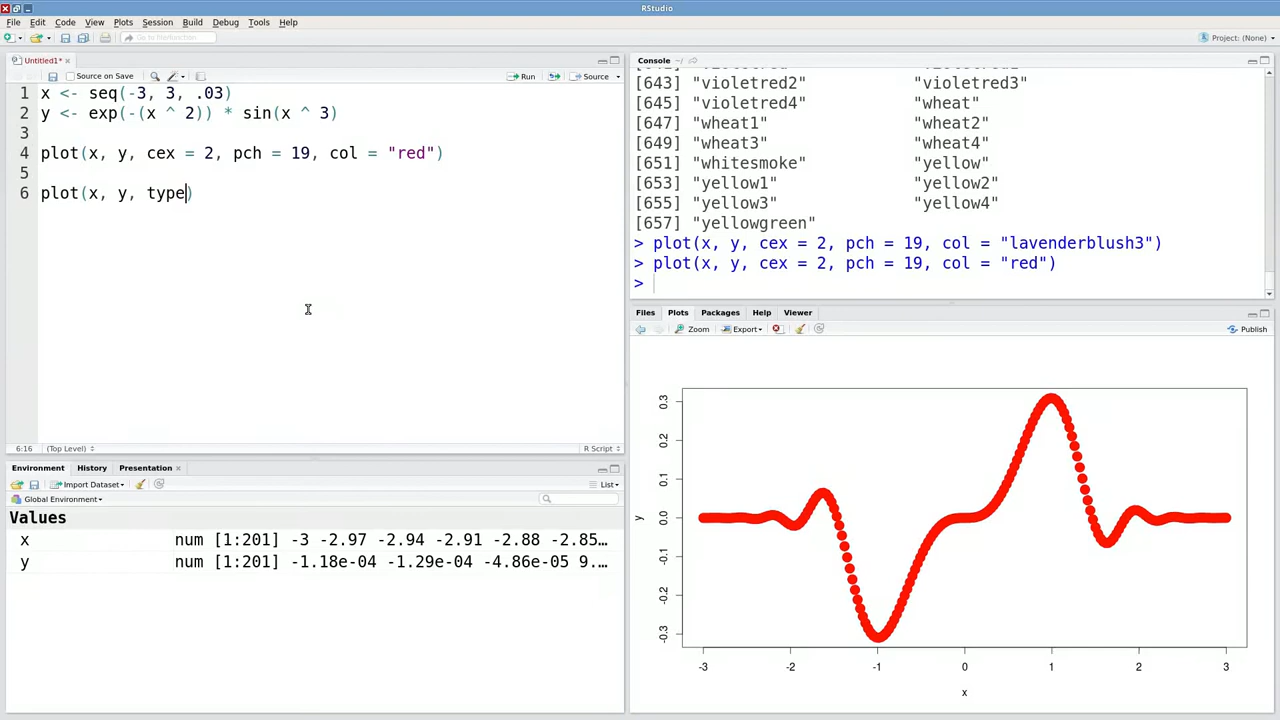 RStudio
File Edit Code View Plots Session Build Debug Tools Help
Go to file/function
Project: (None)
Untitled1*
Source on Save
Run
Source
1 x <- seq(-3, 3, .03)
2 y <- exp(-(x ^ 2)) * sin(x ^ 3)
3
4 plot(x, y, cex = 2, pch = 19, col = "red")
5
6 plot(x, y, type)
6:16 (Top Level) R Script
Environment History Presentation
Import Dataset List
Global Environment
Values
x num [1:201] -3 -2.97 -2.94 -2.91 -2.88 -2.85…
y num [1:201] -1.18e-04 -1.29e-04 -4.86e-05 9.…
Console ~/
[643] "violetred2" "violetred3"
[645] "violetred4" "wheat"
[647] "wheat1" "wheat2"
[649] "wheat3" "wheat4"
[651] "whitesmoke" "yellow"
[653] "yellow1" "yellow2"
[655] "yellow3" "yellow4"
[657] "yellowgreen"
> plot(x, y, cex = 2, pch = 19, col = "lavenderblush3")
> plot(x, y, cex = 2, pch = 19, col = "red")
>
Files Plots Packages Help Viewer
Zoom Export Publish
0.3
0.2
0.1
0.0
-0.1
-0.2
-0.3
y
-3 -2 -1 0 1 2 3
x